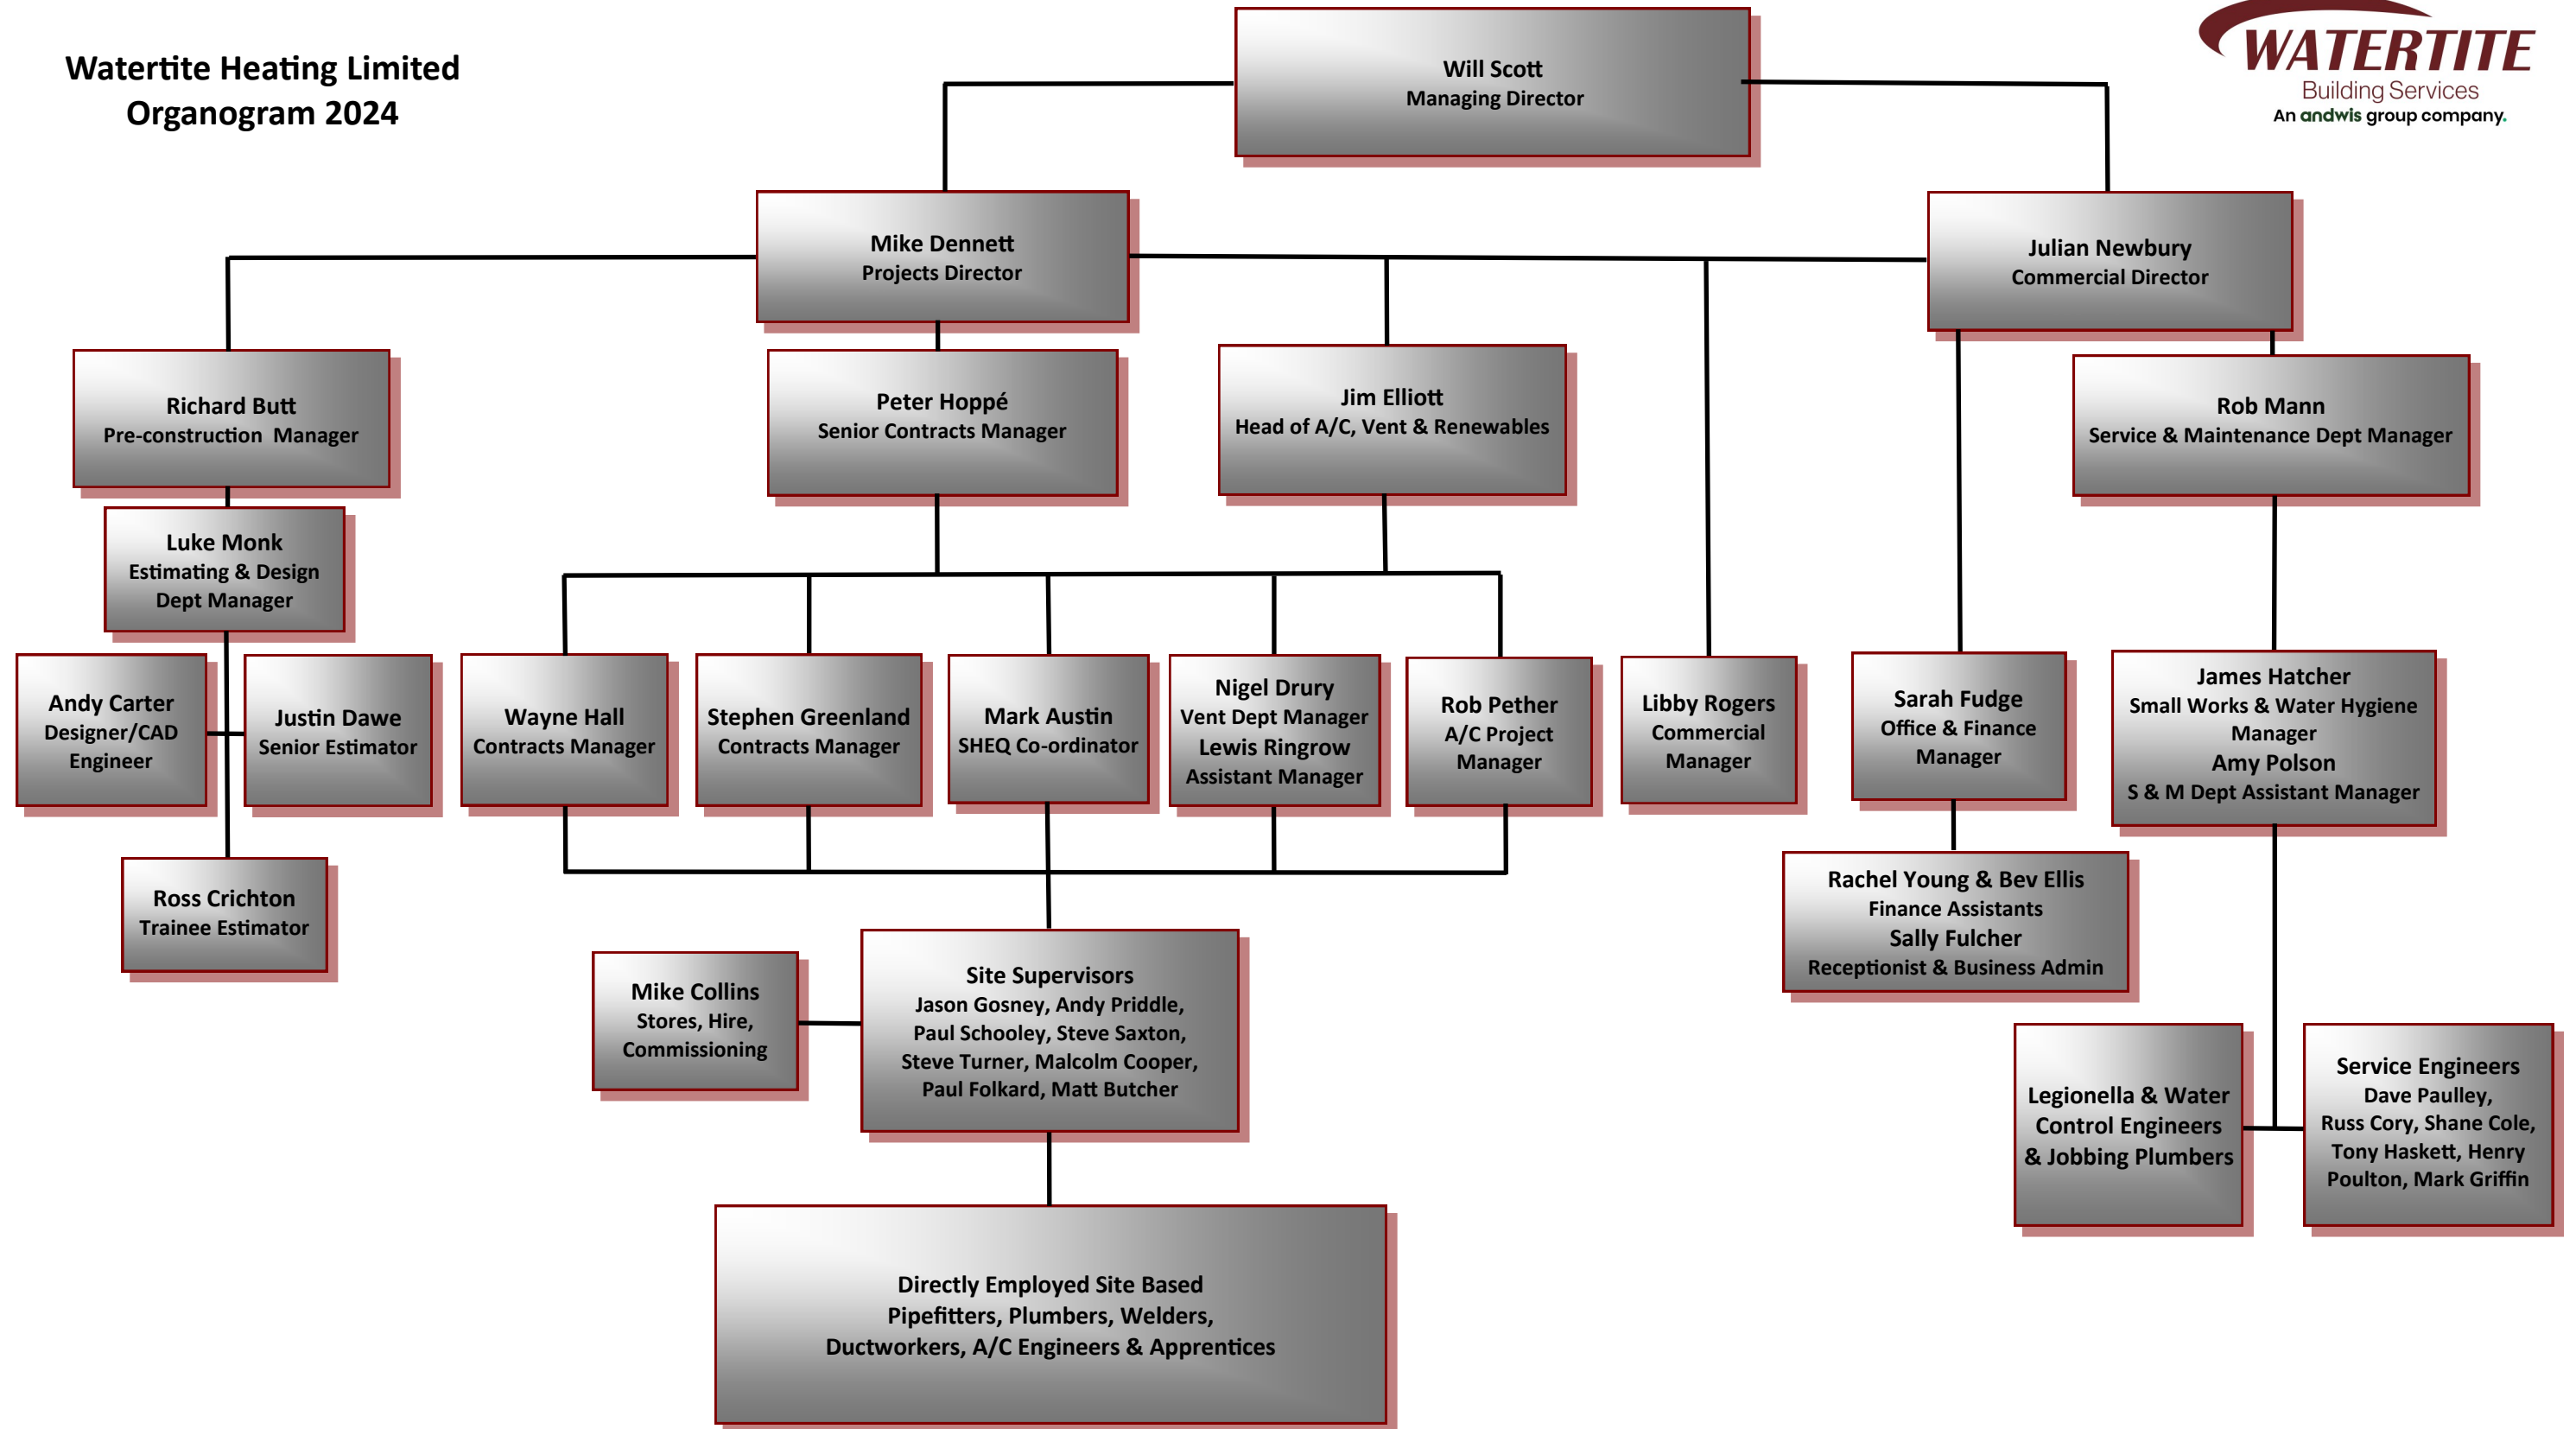 Watertite Heating Limited
Organogram 2024
WATERTITE
Building Services
An andwis group company.
Will Scott
Managing Director
Mike Dennett
Projects Director
Julian Newbury
Commercial Director
Richard Butt
Pre-construction  Manager
Peter Hoppé
Senior Contracts Manager
Jim Elliott
Head of A/C, Vent & Renewables
Rob Mann
Service & Maintenance Dept Manager
Luke Monk
Estimating & Design
Dept Manager
Andy Carter
Designer/CAD
Engineer
Justin Dawe
Senior Estimator
Wayne Hall
Contracts Manager
Stephen Greenland
Contracts Manager
Mark Austin
SHEQ Co-ordinator
Nigel Drury
Vent Dept Manager
Lewis Ringrow
Assistant Manager
Rob Pether
A/C Project
Manager
Libby Rogers
Commercial
Manager
Sarah Fudge
Office & Finance
Manager
James Hatcher
Small Works & Water Hygiene
Manager
Amy Polson
S & M Dept Assistant Manager
Ross Crichton
Trainee Estimator
Rachel Young & Bev Ellis
Finance Assistants
Sally Fulcher
Receptionist & Business Admin
Mike Collins
Stores, Hire,
Commissioning
Site Supervisors
Jason Gosney, Andy Priddle,
Paul Schooley, Steve Saxton,
Steve Turner, Malcolm Cooper,
Paul Folkard, Matt Butcher
Legionella & Water
Control Engineers
& Jobbing Plumbers
Service Engineers
Dave Paulley,
Russ Cory, Shane Cole,
Tony Haskett, Henry
Poulton, Mark Griffin
Directly Employed Site Based
Pipefitters, Plumbers, Welders,
Ductworkers, A/C Engineers & Apprentices